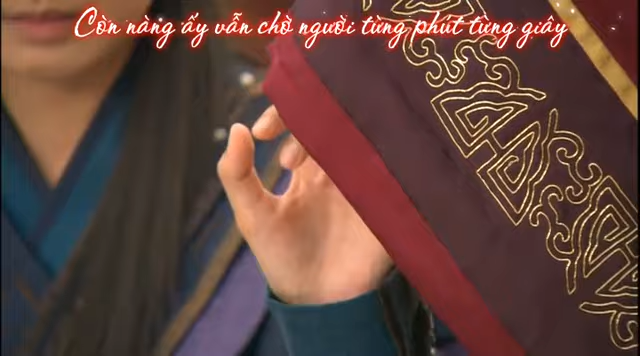 Còn nàng ấy vẫn chờ người từng phút từng giây